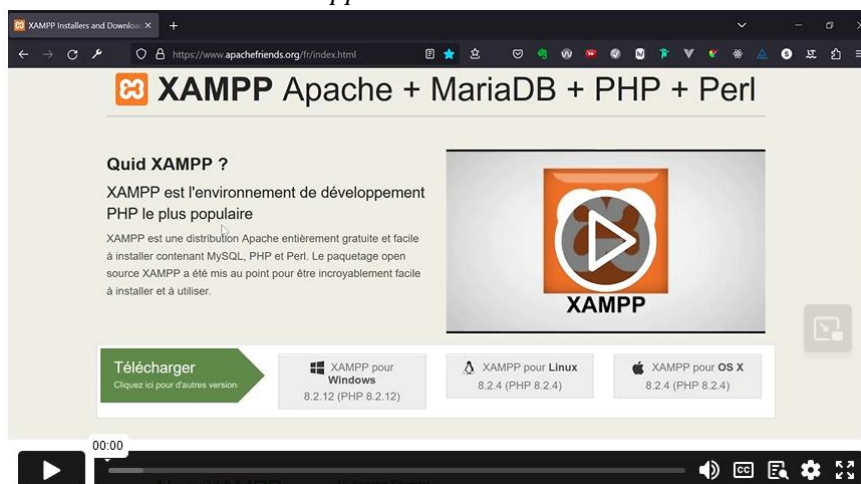 XAMPP Installers and Downloa
https://www.apachefriends.org/fr/index.html
XAMPP Apache + MariaDB + PHP + Perl
Quid XAMPP ?
XAMPP est l'environnement de développement
PHP le plus populaire
XAMPP est une distribution Apache entièrement gratuite et facile
à installer contenant MySQL, PHP et Perl. Le paquetage open
source XAMPP a été mis au point pour être incroyablement facile
à installer et à utiliser.
XAMPP
Télécharger
Cliquez ici pour d'autres version
XAMPP pour
Windows
8.2.12 (PHP 8.2.12)
XAMPP pour Linux
8.2.4 (PHP 8.2.4)
XAMPP pour OS X
8.2.4 (PHP 8.2.4)
00:00
CC